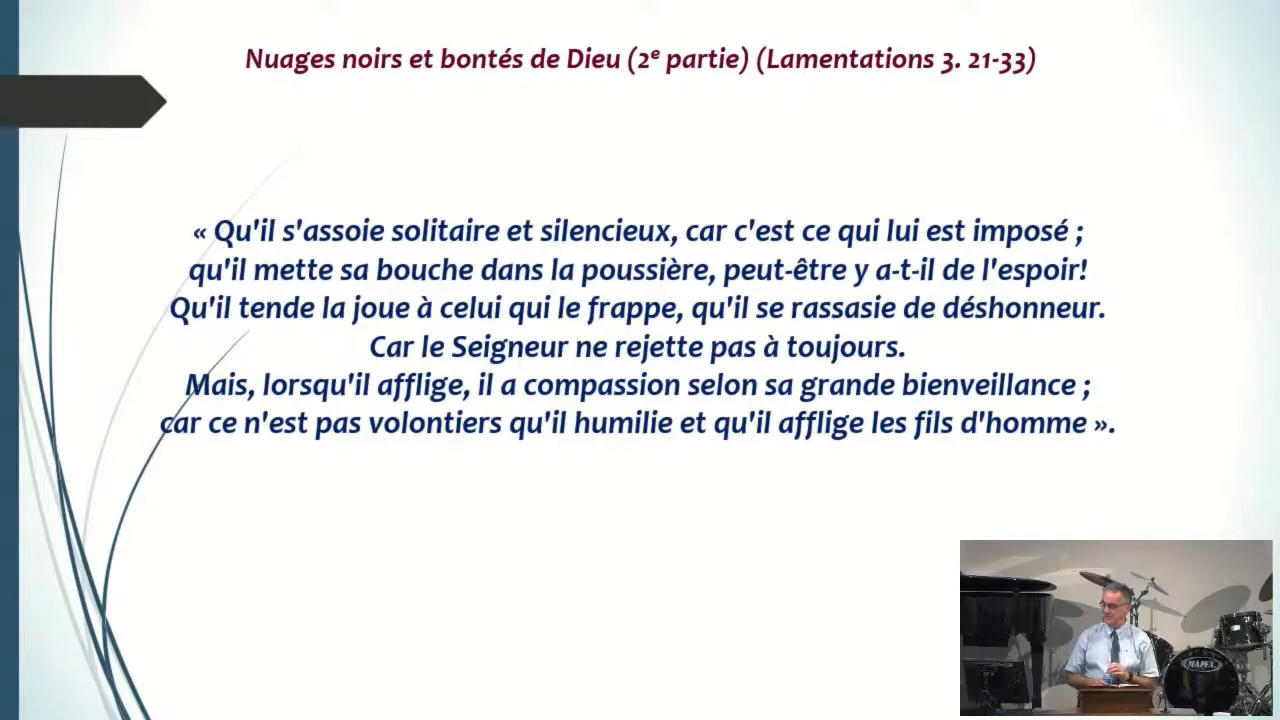 Nuages noirs et bontés de Dieu (2e partie) (Lamentations 3. 21-33)
« Qu'il s'assoie solitaire et silencieux, car c'est ce qui lui est imposé ;
qu'il mette sa bouche dans la poussière, peut-être y a-t-il de l'espoir!
Qu'il tende la joue à celui qui le frappe, qu'il se rassasie de déshonneur.
Car le Seigneur ne rejette pas à toujours.
Mais, lorsqu'il afflige, il a compassion selon sa grande bienveillance ;
car ce n'est pas volontiers qu'il humilie et qu'il afflige les fils d'homme ».
MAPEX